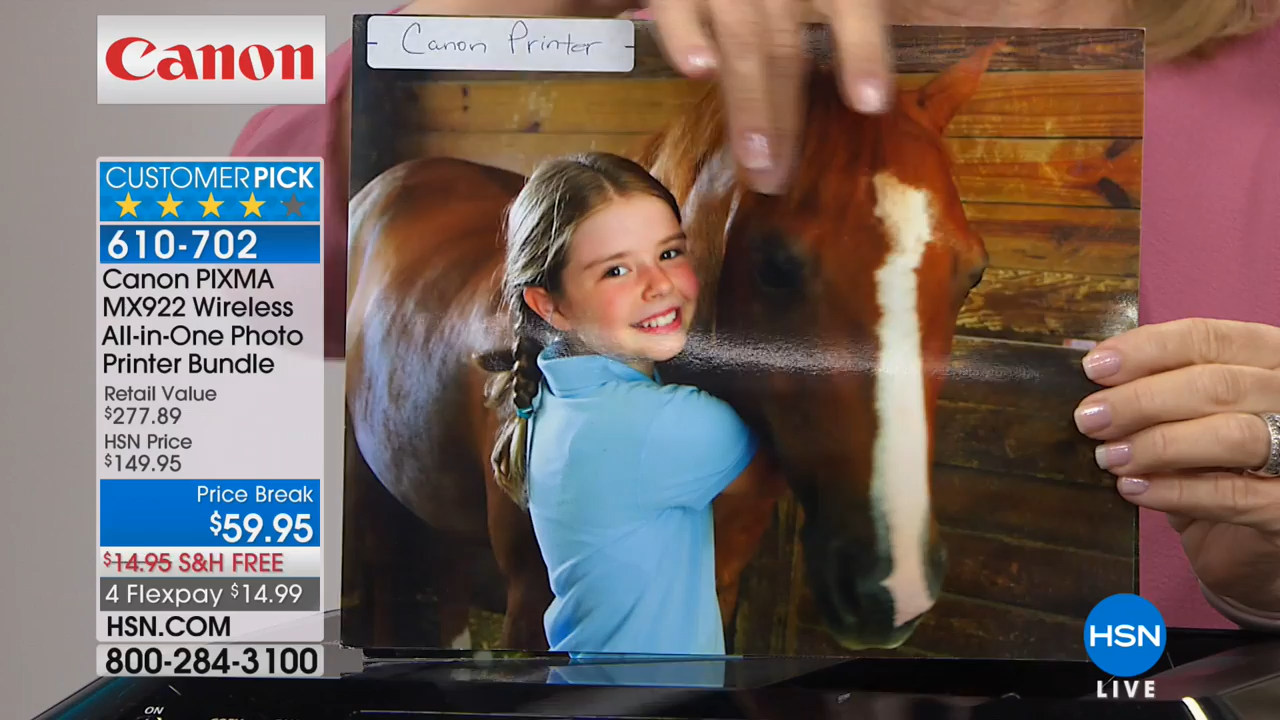 Canon
Canon Printer
CUSTOMER PICK
610-702
Canon PIXMA
MX922 Wireless
All-in-One Photo
Printer Bundle
Retail Value
$277.89
HSN Price
$149.95
Price Break
$59.95
$14.95 S&H FREE
4 Flexpay $14.99
HSN.COM
800-284-3100
HSN
LIVE
ON